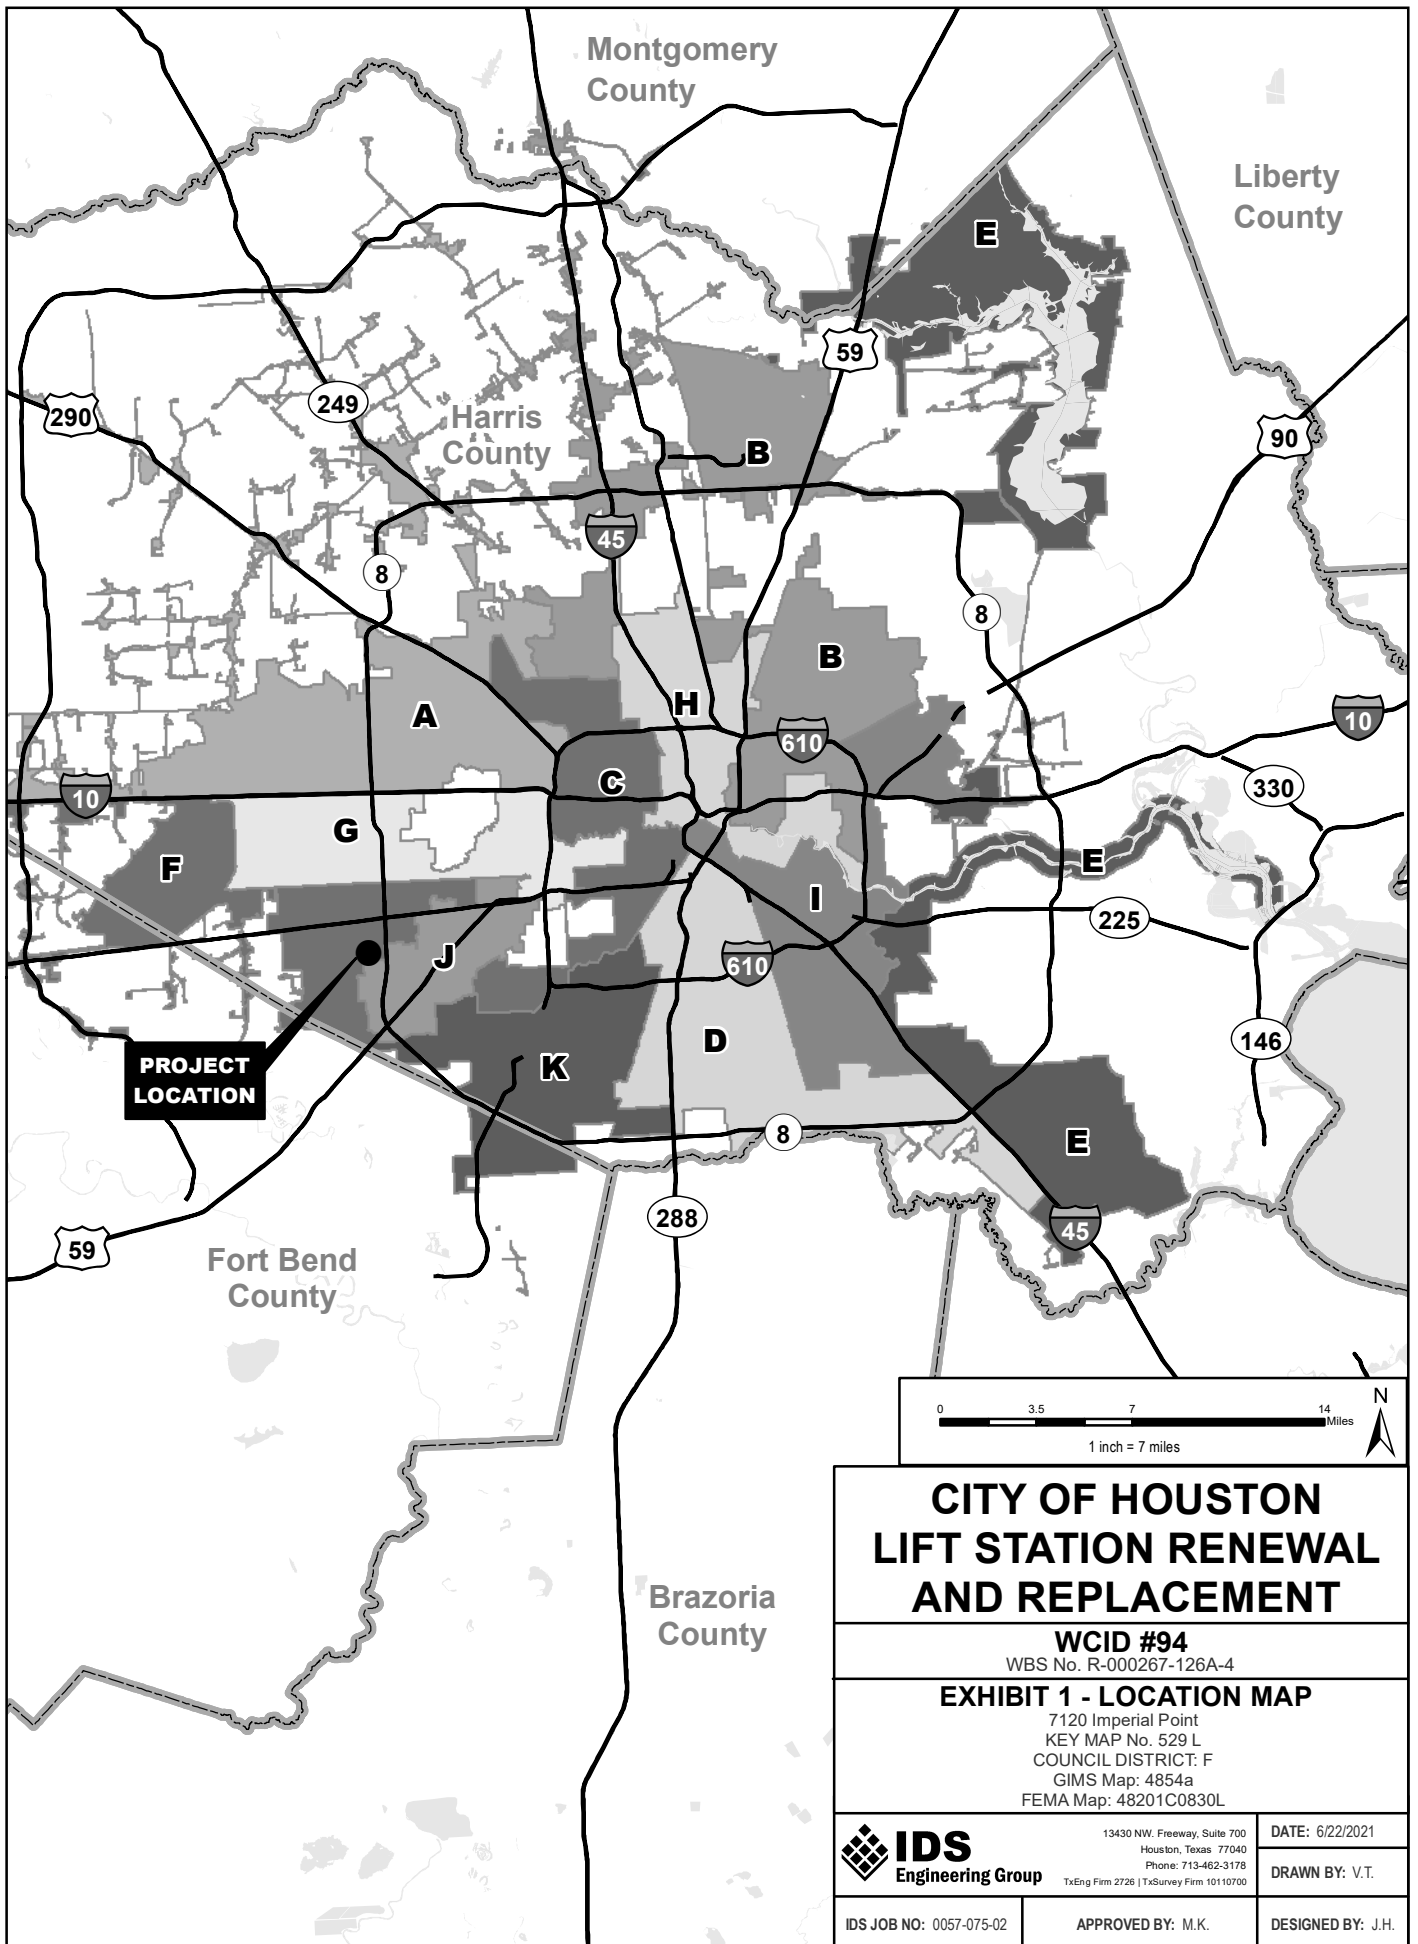 Montgomery
County
Liberty
County
E
59
290
249
Harris
County
90
B
45
8
8
B
A
H
610
10
C
10
330
G
F
E
I
225
J
610
PROJECT
LOCATION
D
146
K
8
E
288
45
59
Fort Bend
County
Brazoria
County
0 3.5 7 14
Miles
1 inch = 7 miles
N
CITY OF HOUSTON
LIFT STATION RENEWAL
AND REPLACEMENT
WCID #94
WBS No. R-000267-126A-4
EXHIBIT 1 - LOCATION MAP
7120 Imperial Point
KEY MAP No. 529 L
COUNCIL DISTRICT: F
GIMS Map: 4854a
FEMA Map: 48201C0830L
IDS
Engineering Group
13430 NW. Freeway, Suite 700
Houston, Texas 77040
Phone: 713-462-3178
TxEng Firm 2726 | TxSurvey Firm 10110700
DATE: 6/22/2021
DRAWN BY: V.T.
IDS JOB NO: 0057-075-02
APPROVED BY: M.K.
DESIGNED BY: J.H.